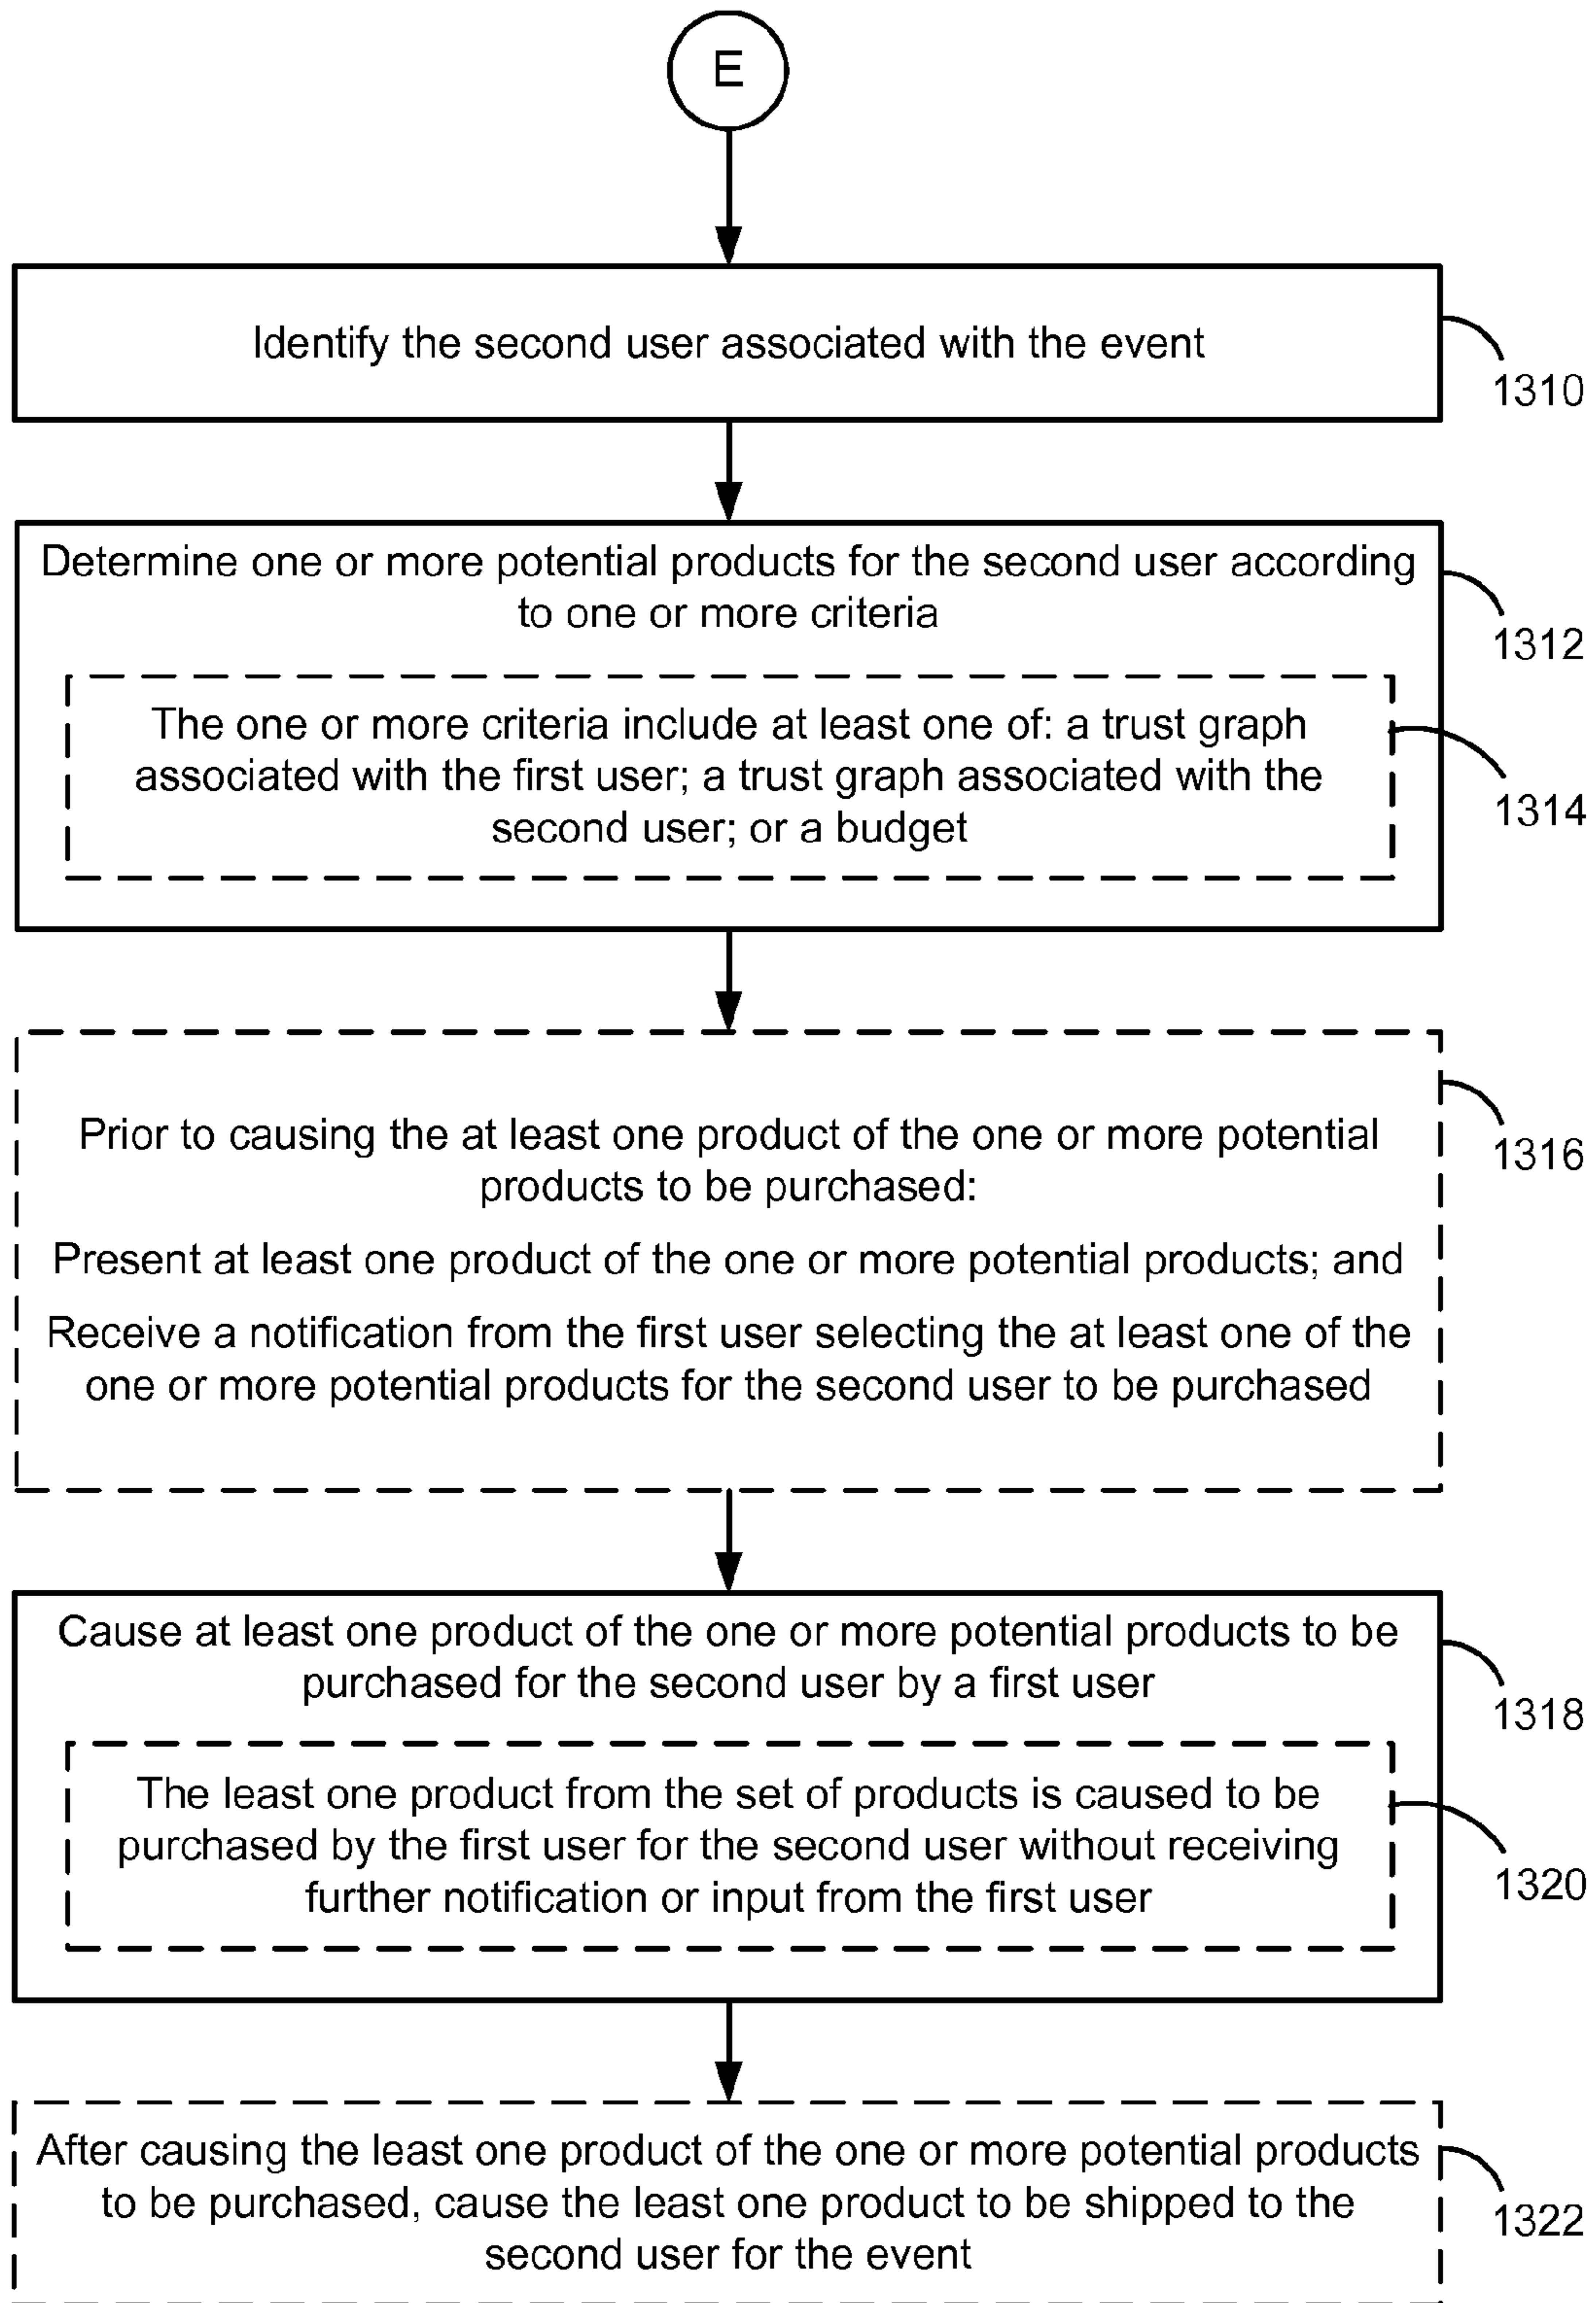 E
Identify the second user associated with the event
1310
Determine one or more potential products for the second user according
to one or more criteria
1312
The one or more criteria include at least one of: a trust graph
associated with the first user; a trust graph associated with the
second user; or a budget
1314
Prior to causing the at least one product of the one or more potential
products to be purchased:
1316
Present at least one product of the one or more potential products; and
Receive a notification from the first user selecting the at least one of the
one or more potential products for the second user to be purchased
Cause at least one product of the one or more potential products to be
purchased for the second user by a first user
1318
The least one product from the set of products is caused to be
purchased by the first user for the second user without receiving
further notification or input from the first user
1320
After causing the least one product of the one or more potential products
to be purchased, cause the least one product to be shipped to the
second user for the event
1322